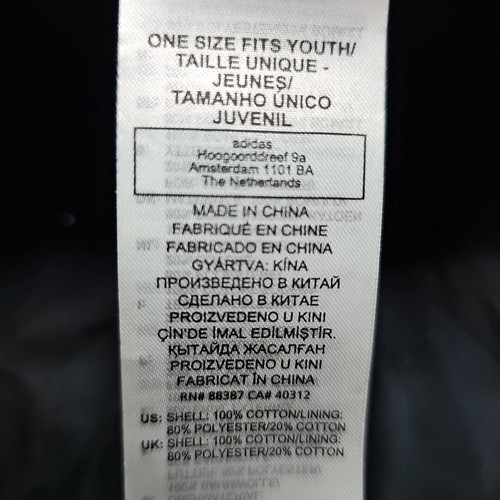 ONE SIZE FITS YOUTH/
TAILLE UNIQUE -
JEUNES/
TAMANHO ÚNICO
JUVENIL
adidas
Hoogoorddreef 9a
Amsterdam 1101 BA
The Netherlands
MADE IN CHINA
FABRIQUÉ EN CHINE
FABRICADO EN CHINA
GYÁRTVA: KÍNA
ПРОИЗВЕДЕНО В КИТАЙ
СДЕЛАНО В КИТАЕ
PROIZVEDENO U KINI
ÇİN'DE İMAL EDİLMİŞTİR.
ҚЫТАЙДА ЖАСАЛҒАН
PROIZVEDENO U KINI
FABRICAT ÎN CHINA
RN# 88387 CA# 40312
US: SHELL: 100% COTTON/LINING:
80% POLYESTER/20% COTTON
UK: SHELL: 100% COTTON/LINING:
80% POLYESTER/20% COTTON